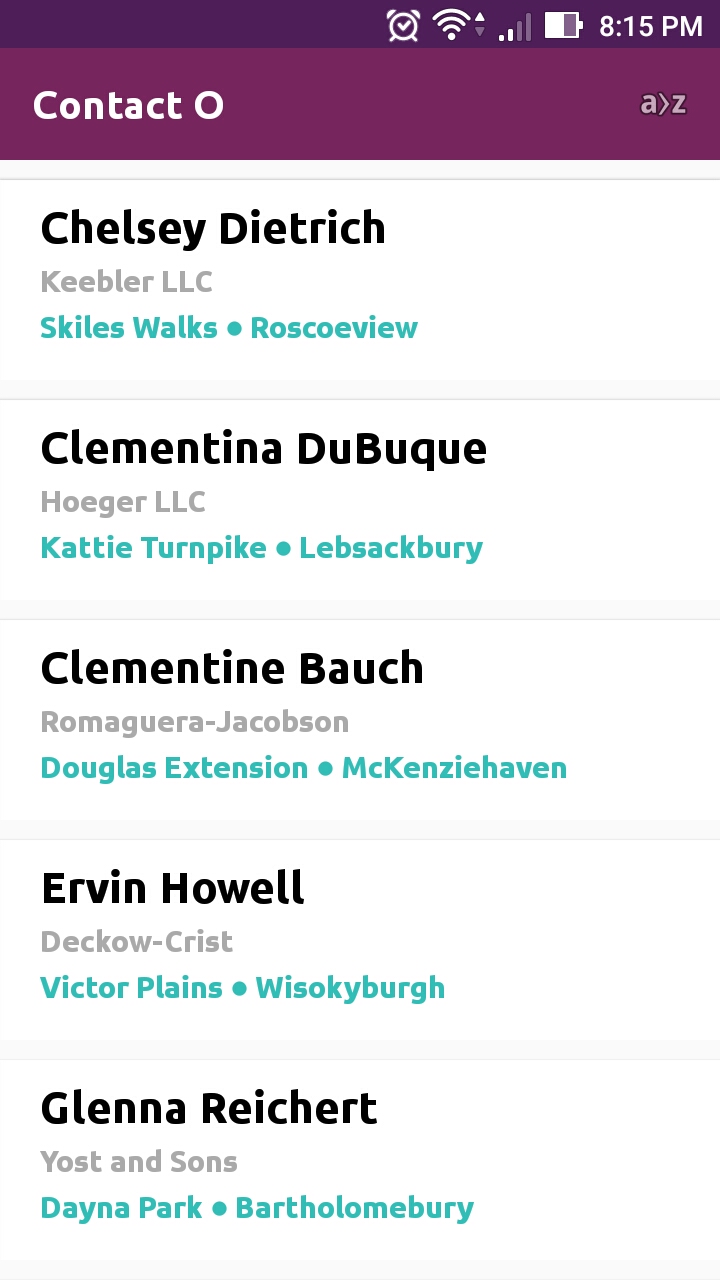 8:15 PM
Contact O
a>z
Chelsey Dietrich
Keebler LLC
Skiles Walks ● Roscoeview
Clementina DuBuque
Hoeger LLC
Kattie Turnpike ● Lebsackbury
Clementine Bauch
Romaguera-Jacobson
Douglas Extension ● McKenziehaven
Ervin Howell
Deckow-Crist
Victor Plains ● Wisokyburgh
Glenna Reichert
Yost and Sons
Dayna Park ● Bartholomebury